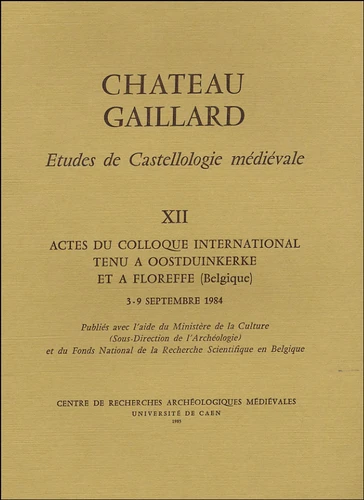 CHATEAU
GAILLARD
Etudes de Castellologie médiévale
XII
ACTES DU COLLOQUE INTERNATIONAL
TENU A OOSTDUINKERKE
ET A FLOREFFE (Belgique)
3-9 SEPTEMBRE 1984
Publiés avec l'aide du Ministère de la Culture
(Sous-Direction de l'Archéologie)
et du Fonds National de la Recherche Scientifique en Belgique
CENTRE DE RECHERCHES ARCHÉOLOGIQUES MÉDIÉVALES
UNIVERSITÉ DE CAEN
1985